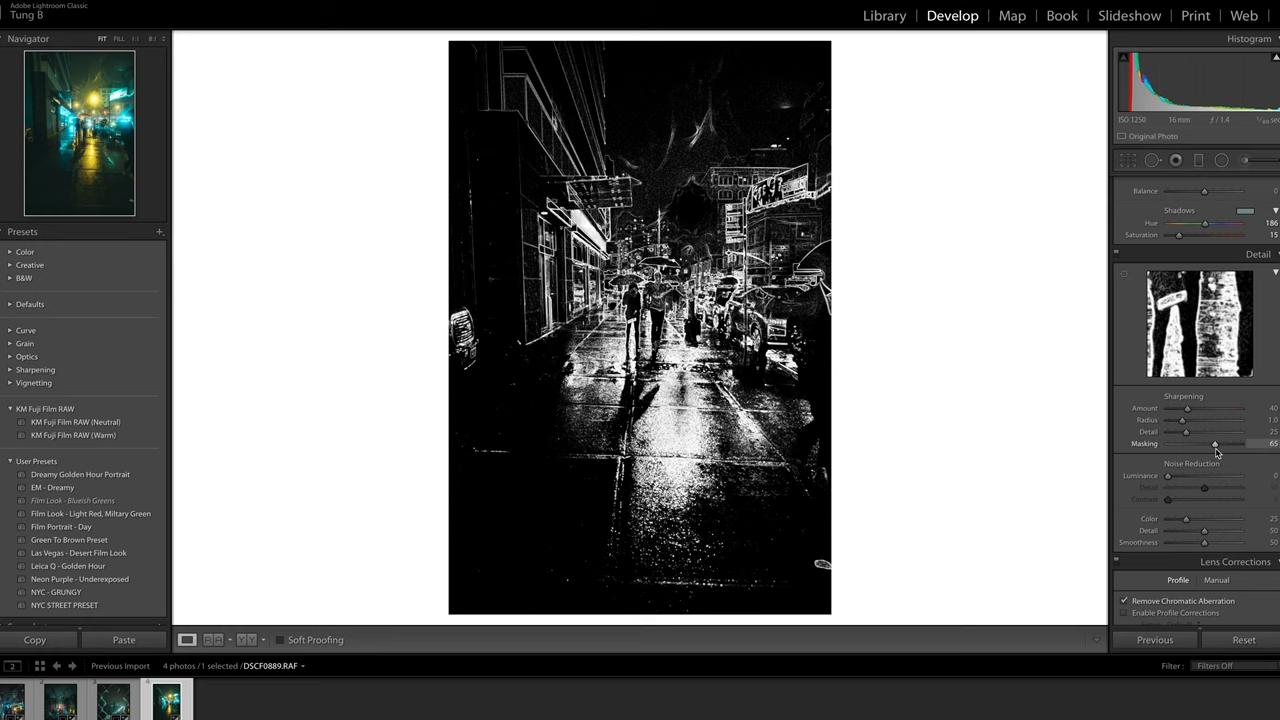 Adobe Lightroom Classic
Tung B
Library
Develop
Map
Book
Slideshow
Print
Web
Navigator
FIT
FILL
1:1
8:1
Presets
Color
Creative
B&W
Defaults
Curve
Grain
Optics
Sharpening
Vignetting
KM Fuji Film RAW
KM Fuji Film RAW (Neutral)
KM Fuji Film RAW (Warm)
User Presets
Dreamy Golden Hour Portrait
EM - Dreamy
Film Look - Blueish Greens
Film Look - Light Red, Miltary Green
Film Portrait - Day
Green To Brown Preset
Las Vegas - Desert Film Look
Leica Q - Golden Hour
Neon Purple - Underexposed
NYC - GRUNGY
NYC STREET PRESET
Copy
Paste
Soft Proofing
Histogram
ISO 1250
16 mm
ƒ / 1.4
Original Photo
Balance 0
Shadows
Hue 186
Saturation 15
Detail
Sharpening
Amount 40
Radius 1.0
Detail 25
Masking 65
Noise Reduction
Luminance 0
Detail
Contrast
Color 25
Detail 50
Smoothness 50
Lens Corrections
Profile
Manual
Remove Chromatic Aberration
Enable Profile Corrections
Previous
Reset
2
Previous Import
4 photos / 1 selected / DSCF0889.RAF
Filter :
Filters Off